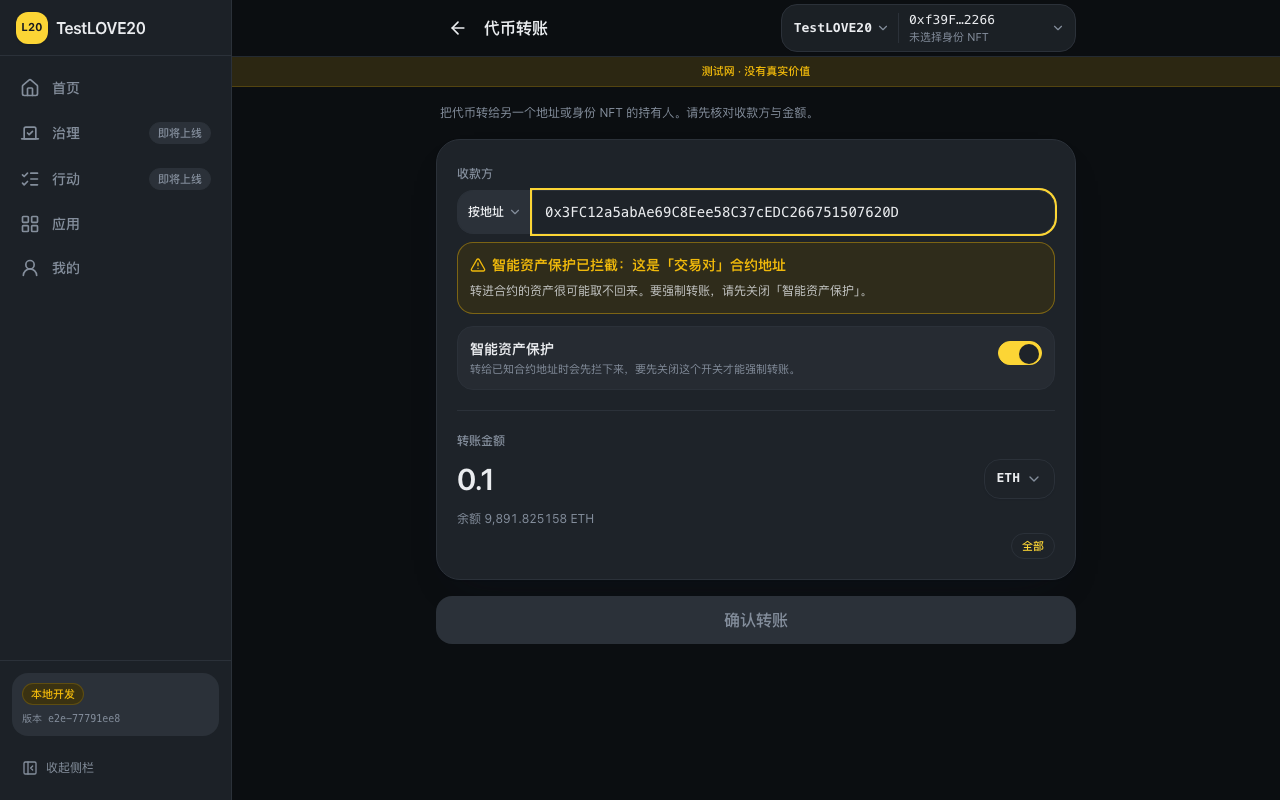 L20 TestLOVE20
首页
治理 即将上线
行动 即将上线
应用
我的
本地开发
版本 e2e-77791ee8
收起侧栏
代币转账
TestLOVE20
0xf39F…2266
未选择身份 NFT
测试网 · 没有真实价值
把代币转给另一个地址或身份 NFT 的持有人。请先核对收款方与金额。
收款方
按地址 0x3FC12a5abAe69C8Eee58C37cEDC266751507620D
智能资产保护已拦截：这是「交易对」合约地址
转进合约的资产很可能取不回来。要强制转账，请先关闭「智能资产保护」。
智能资产保护
转给已知合约地址时会先拦下来，要先关闭这个开关才能强制转账。
转账金额
0.1 ETH
余额 9,891.825158 ETH
全部
确认转账